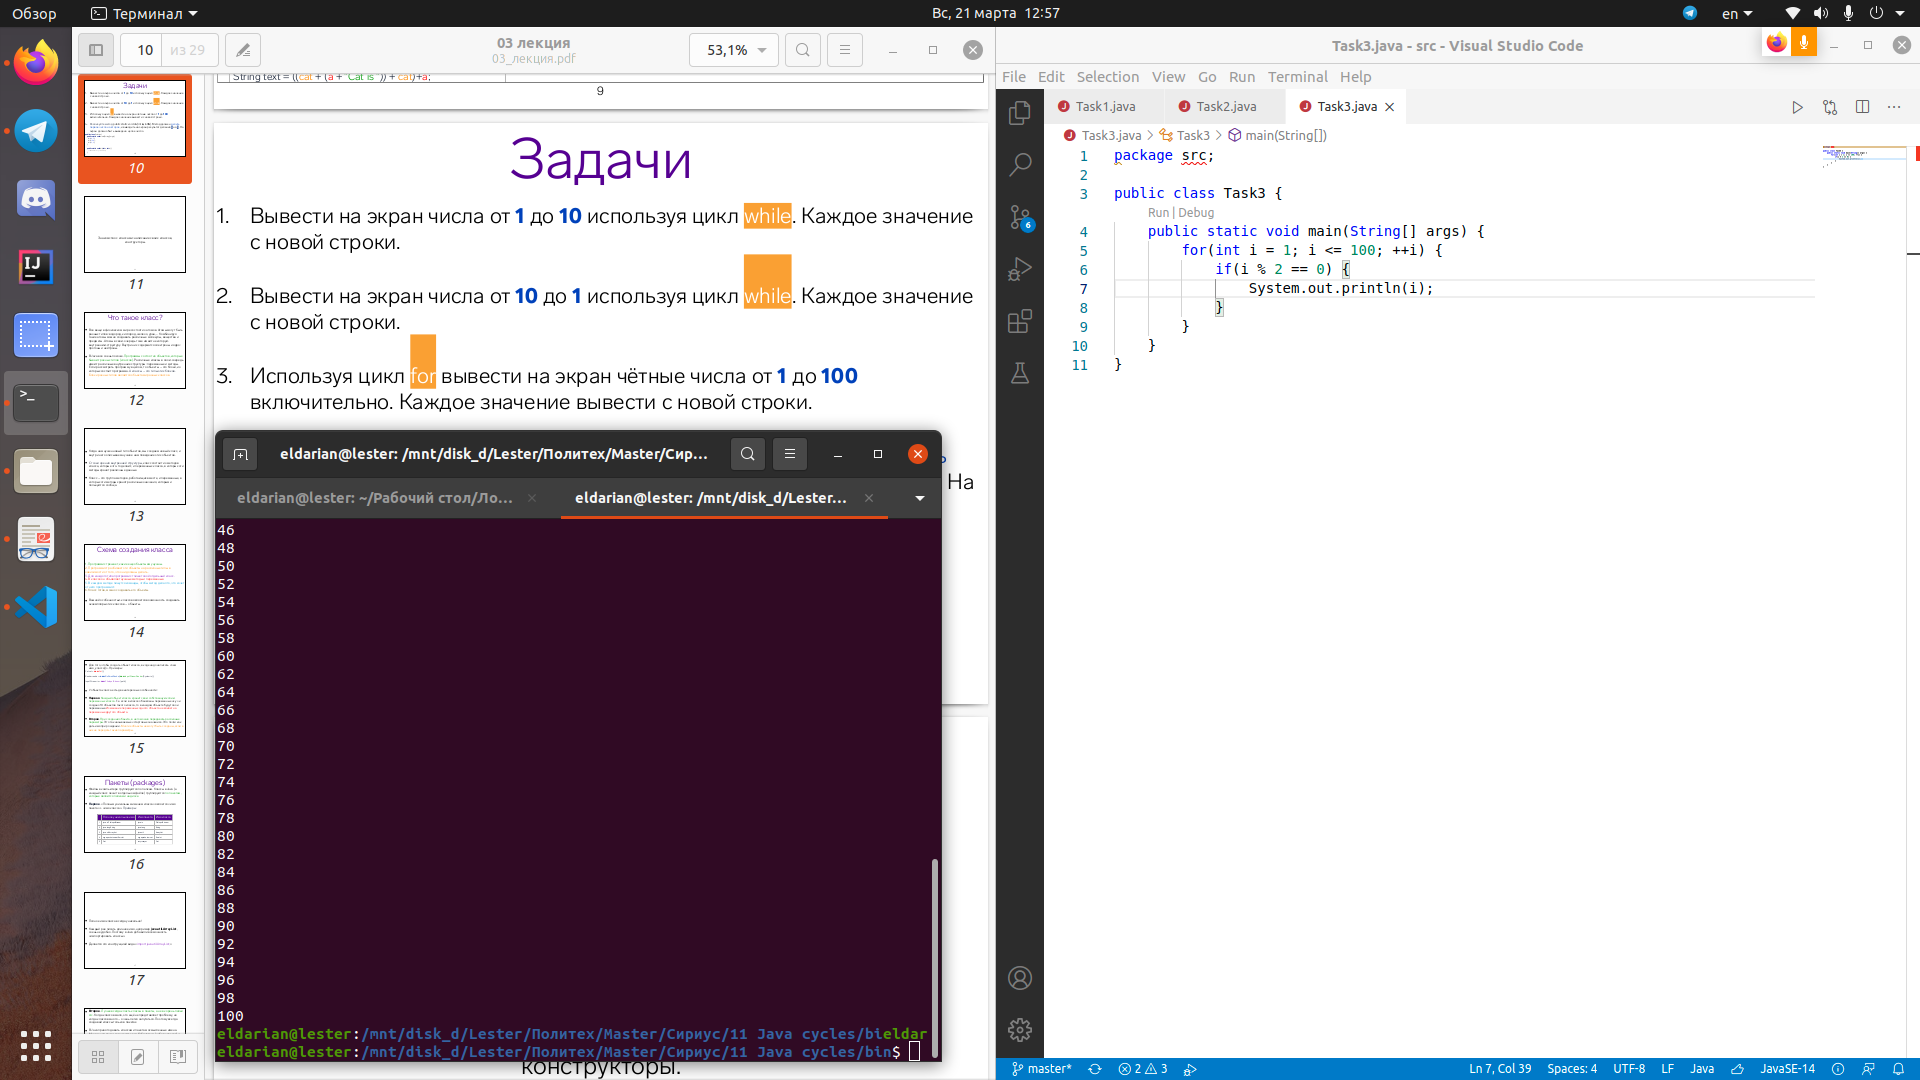 Обзор
Терминал
Вс, 21 марта 12:57
en
10
из 29
03 лекция
03_лекция.pdf
53,1%
Задачи
10
11
Что такое класс?
12
13
Схема создания класса
14
15
Пакеты (packages)
16
17
String text = ((cat + (a + "Cat is ")) + cat)+a;
9
Задачи
1. Вывести на экран числа от 1 до 10 используя цикл while. Каждое значение
с новой строки.
2. Вывести на экран числа от 10 до 1 используя цикл while. Каждое значение
с новой строки.
3. Используя цикл for вывести на экран чётные числа от 1 до 100
включительно. Каждое значение вывести с новой строки.
На
конструкторы.
eldarian@lester: /mnt/disk_d/Lester/Политех/Master/Сир...
eldarian@lester: ~/Рабочий стол/Ло...
eldarian@lester: /mnt/disk_d/Lester...
46
48
50
52
54
56
58
60
62
64
66
68
70
72
74
76
78
80
82
84
86
88
90
92
94
96
98
100
eldarian@lester:/mnt/disk_d/Lester/Политех/Master/Сириус/11 Java cycles/bieldar
eldarian@lester:/mnt/disk_d/Lester/Политех/Master/Сириус/11 Java cycles/bin$
Task3.java - src - Visual Studio Code
File Edit Selection View Go Run Terminal Help
Task1.java
Task2.java
Task3.java
Task3.java > Task3 > main(String[])
6
1 package src;
2
3 public class Task3 {
Run | Debug
4 public static void main(String[] args) {
5 for(int i = 1; i <= 100; ++i) {
6 if(i % 2 == 0) {
7 System.out.println(i);
8 }
9 }
10 }
11 }
master*
2
3
Ln 7, Col 39
Spaces: 4
UTF-8
LF
Java
JavaSE-14